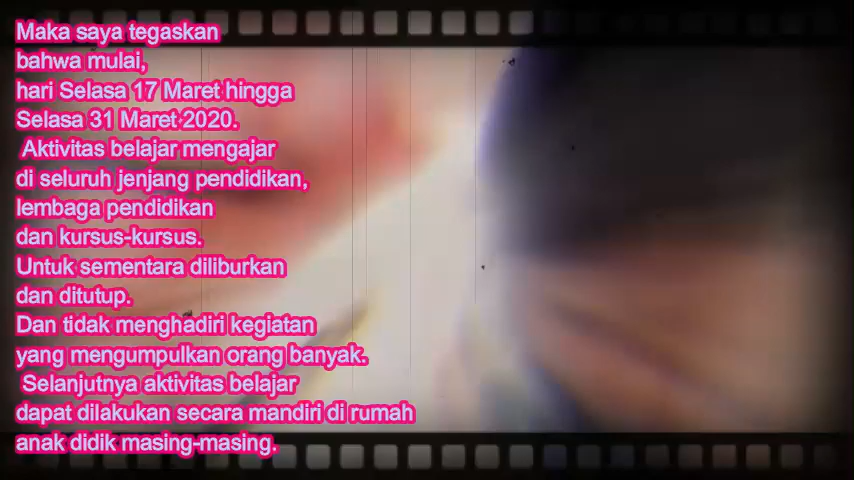 Maka saya tegaskan
bahwa mulai,
hari Selasa 17 Maret hingga
Selasa 31 Maret 2020.
Aktivitas belajar mengajar
di seluruh jenjang pendidikan,
lembaga pendidikan
dan kursus-kursus.
Untuk sementara diliburkan
dan ditutup.
Dan tidak menghadiri kegiatan
yang mengumpulkan orang banyak.
Selanjutnya aktivitas belajar
dapat dilakukan secara mandiri di rumah
anak didik masing-masing.